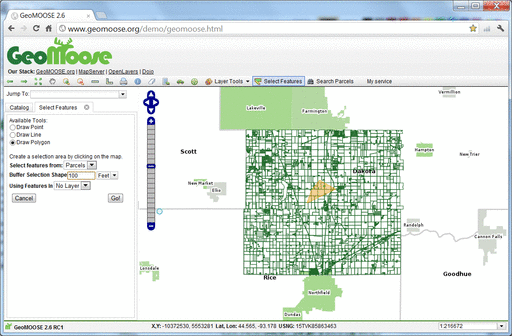 GeoMOOSE 2.6
www.geomoose.org/demo/geomoose.html
GeoMoose
Our Stack: GeoMOOSE.org | MapServer | OpenLayers | Dojo
Layer Tools
Select Features
Search Parcels
My service
Jump To:
Catalog
Select Features
Available Tools:
Draw Point
Draw Line
Draw Polygon
Create a selection area by clicking on the map.
Select features from: Parcels
Buffer Selection Shape 100 Feet
Using Features In No Layer
Cancel
Go!
Vermillion
Lakeville
Farmington
Scott
Hampton
New Trier
Dakota
New Market
Elko
Randolph
Cannon Falls
Lonsdale
Rice
Goodhue
Northfield
Dundas
GeoMOOSE 2.6 RC1
X,Y: -10372530, 5553281 Lat, Lon: 44.565, -93.178 USNG: 15TVK85863463
1:216672